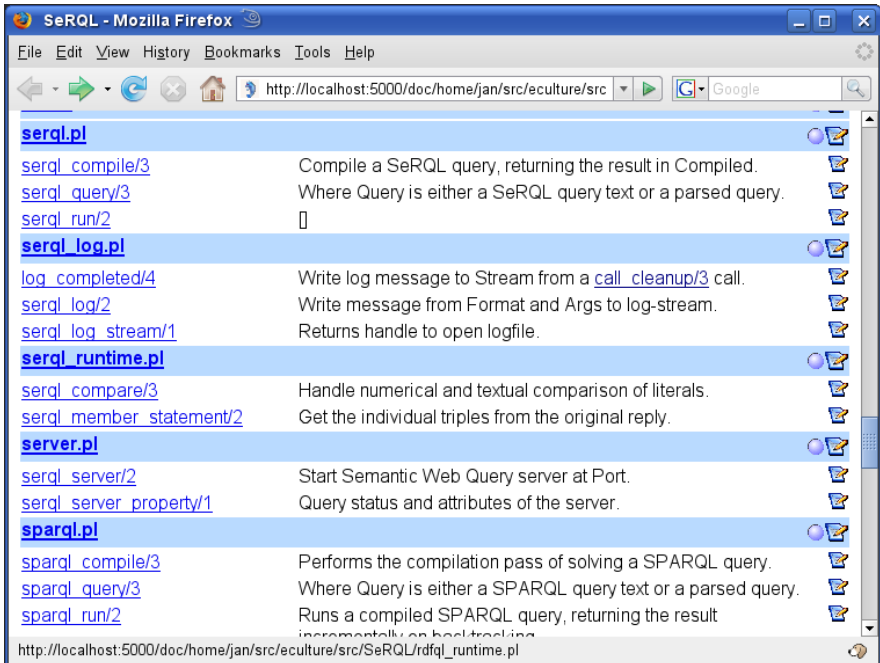 SeRQL - Mozilla Firefox
File Edit View History Bookmarks Tools Help
http://localhost:5000/doc/home/jan/src/eculture/src
G Google
serql.pl
serql_compile/3 Compile a SeRQL query, returning the result in Compiled.
serql_query/3 Where Query is either a SeRQL query text or a parsed query.
serql_run/2 []
serql_log.pl
log_completed/4 Write log message to Stream from a call_cleanup/3 call.
serql_log/2 Write message from Format and Args to log-stream.
serql_log_stream/1 Returns handle to open logfile.
serql_runtime.pl
serql_compare/3 Handle numerical and textual comparison of literals.
serql_member_statement/2 Get the individual triples from the original reply.
server.pl
serql_server/2 Start Semantic Web Query server at Port.
serql_server_property/1 Query status and attributes of the server.
sparql.pl
sparql_compile/3 Performs the compilation pass of solving a SPARQL query.
sparql_query/3 Where Query is either a SPARQL query text or a parsed query.
sparql_run/2 Runs a compiled SPARQL query, returning the result
incrementally on backtracking.
http://localhost:5000/doc/home/jan/src/eculture/src/SeRQL/rdfql_runtime.pl